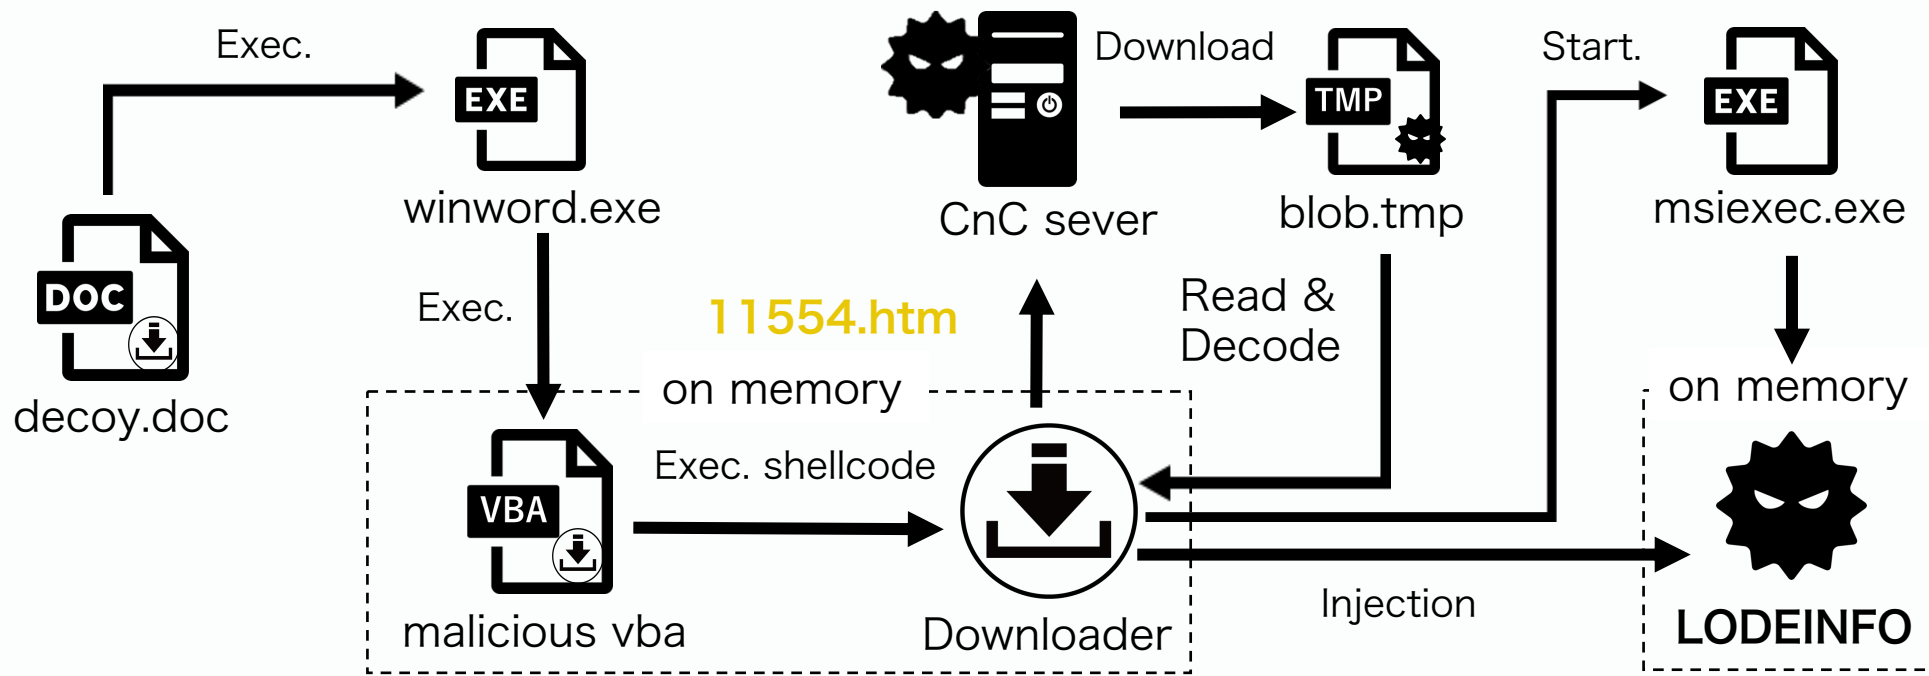 Exec.
EXE
winword.exe
DOC
decoy.doc
Exec.
11554.htm
on memory
VBA
malicious vba
Exec. shellcode
Downloader
CnC sever
Download
TMP
blob.tmp
Read &
Decode
Start.
EXE
msiexec.exe
Injection
on memory
LODEINFO